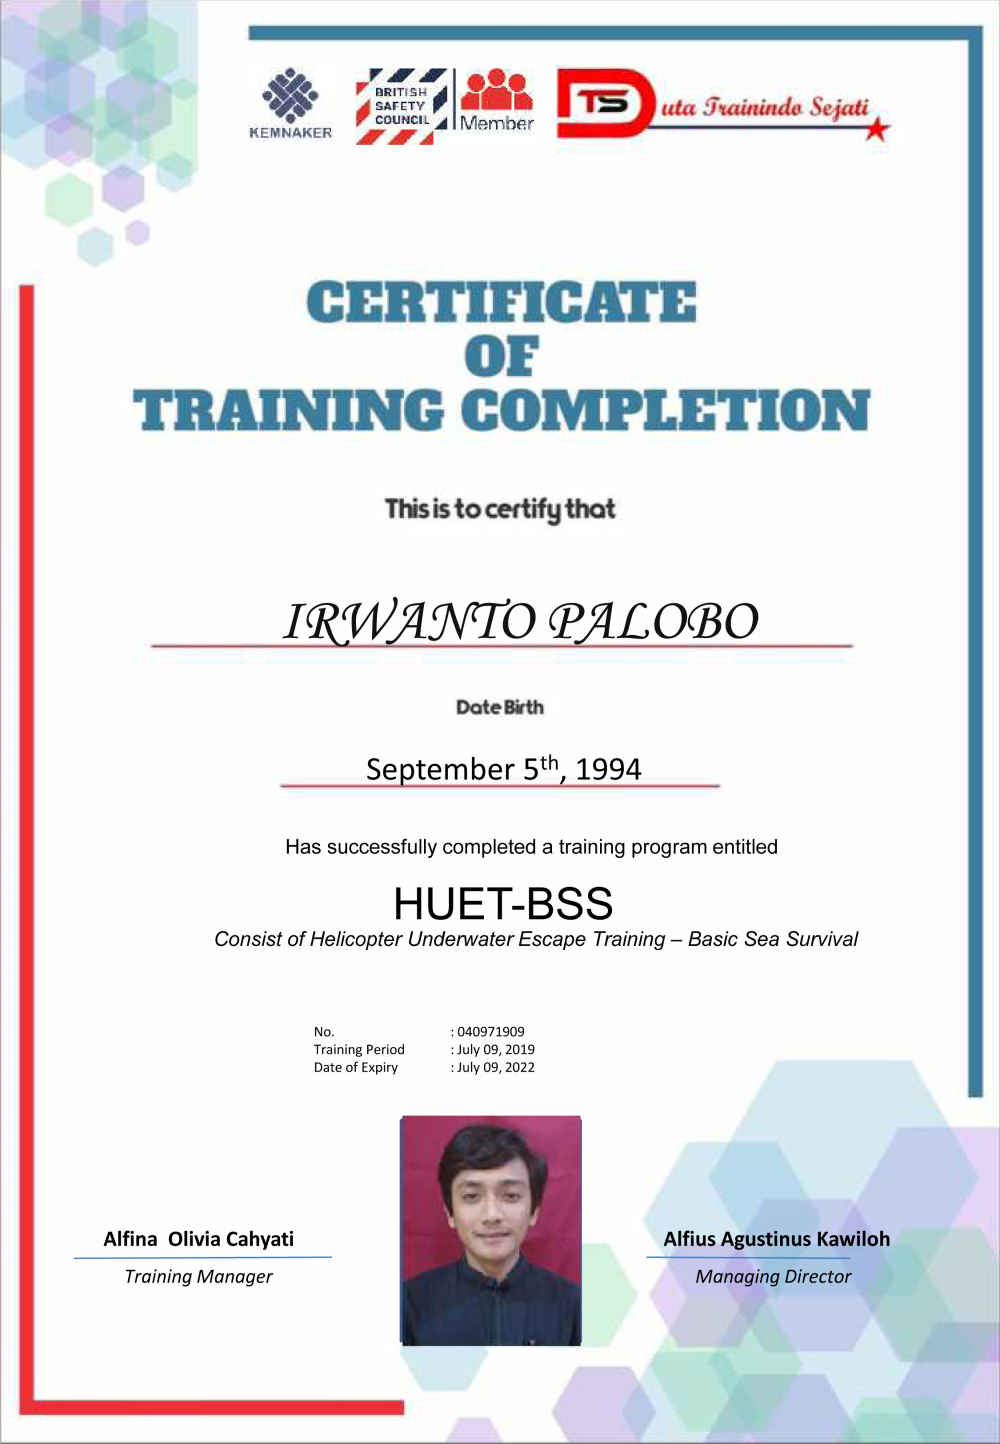 KEMNAKER
BRITISH
SAFETY
COUNCIL
Member
DTS uta Trainindo Sejati
CERTIFICATE
OF
TRAINING COMPLETION
This is to certify that
IRWANTO PALOBO
Date Birth
September 5th, 1994
Has successfully completed a training program entitled
HUET-BSS
Consist of Helicopter Underwater Escape Training – Basic Sea Survival
No. : 040971909
Training Period : July 09, 2019
Date of Expiry : July 09, 2022
Alfina Olivia Cahyati
Training Manager
Alfius Agustinus Kawiloh
Managing Director